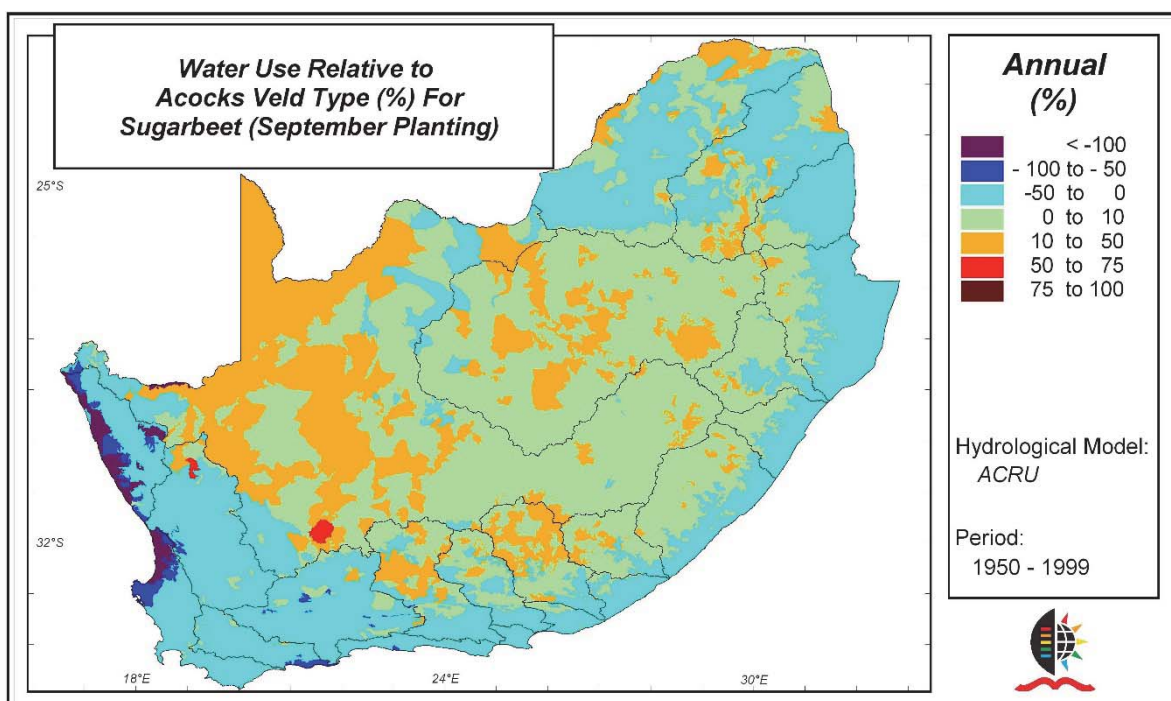 Water Use Relative to
Acocks Veld Type (%) For
Sugarbeet (September Planting)
Annual
(%)
< -100
- 100 to - 50
-50 to 0
0 to 10
10 to 50
50 to 75
75 to 100
Hydrological Model:
ACRU
Period:
1950 - 1999
25°S
32°S
18°E
24°E
30°E